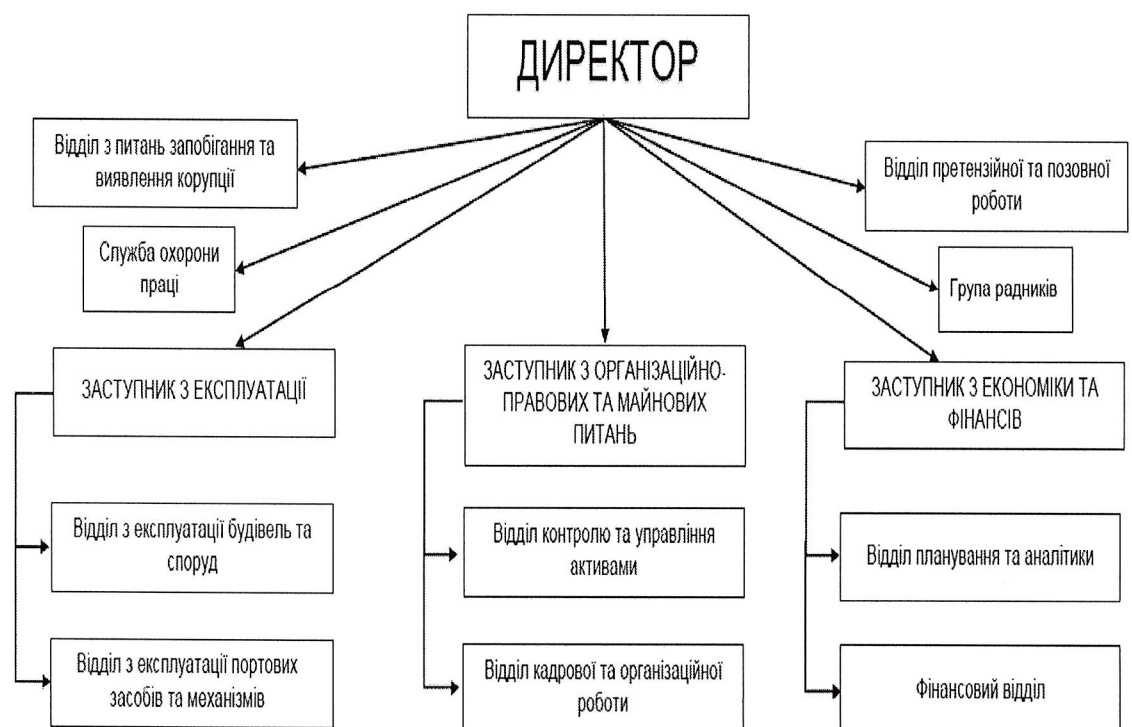 ДИРЕКТОР
Відділ з питань запобігання та
виявлення корупції
Відділ претензійної та позовної
роботи
Служба охорони
праці
Група радників
ЗАСТУПНИК З ЕКСПЛУАТАЦІЇ
ЗАСТУПНИК З ОРГАНІЗАЦІЙНО-
ПРАВОВИХ ТА МАЙНОВИХ
ПИТАНЬ
ЗАСТУПНИК З ЕКОНОМІКИ ТА
ФІНАНСІВ
Відділ з експлуатації будівель та
споруд
Відділ контролю та управління
активами
Відділ планування та аналітики
Відділ з експлуатації портових
засобів та механізмів
Відділ кадрової та організаційної
роботи
Фінансовий відділ